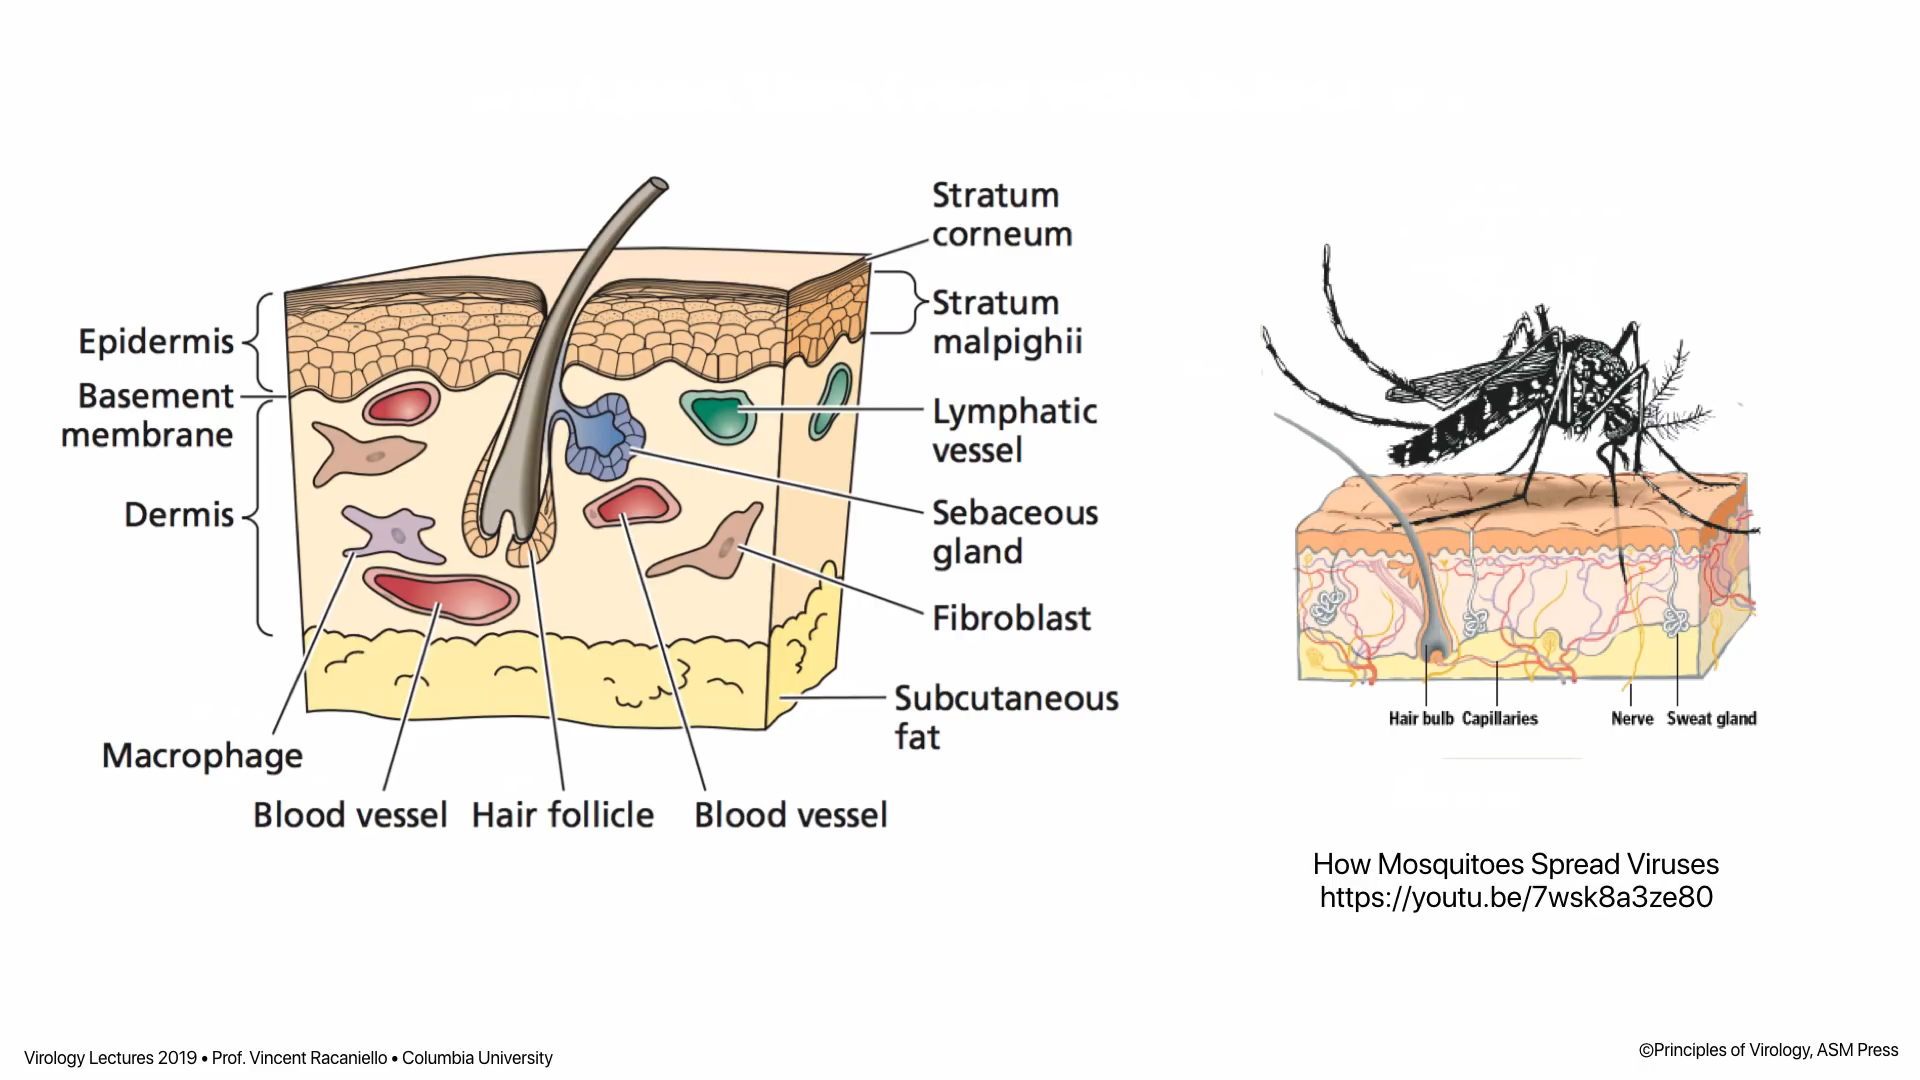 Stratum
corneum
Stratum
malpighii
Epidermis
Basement
membrane
Lymphatic
vessel
Dermis
Sebaceous
gland
Fibroblast
Subcutaneous
fat
Macrophage
Blood vessel
Hair follicle
Blood vessel
Hair bulb
Capillaries
Nerve
Sweat gland
How Mosquitoes Spread Viruses
https://youtu.be/7wsk8a3ze80
Virology Lectures 2019 • Prof. Vincent Racaniello • Columbia University
©Principles of Virology, ASM Press